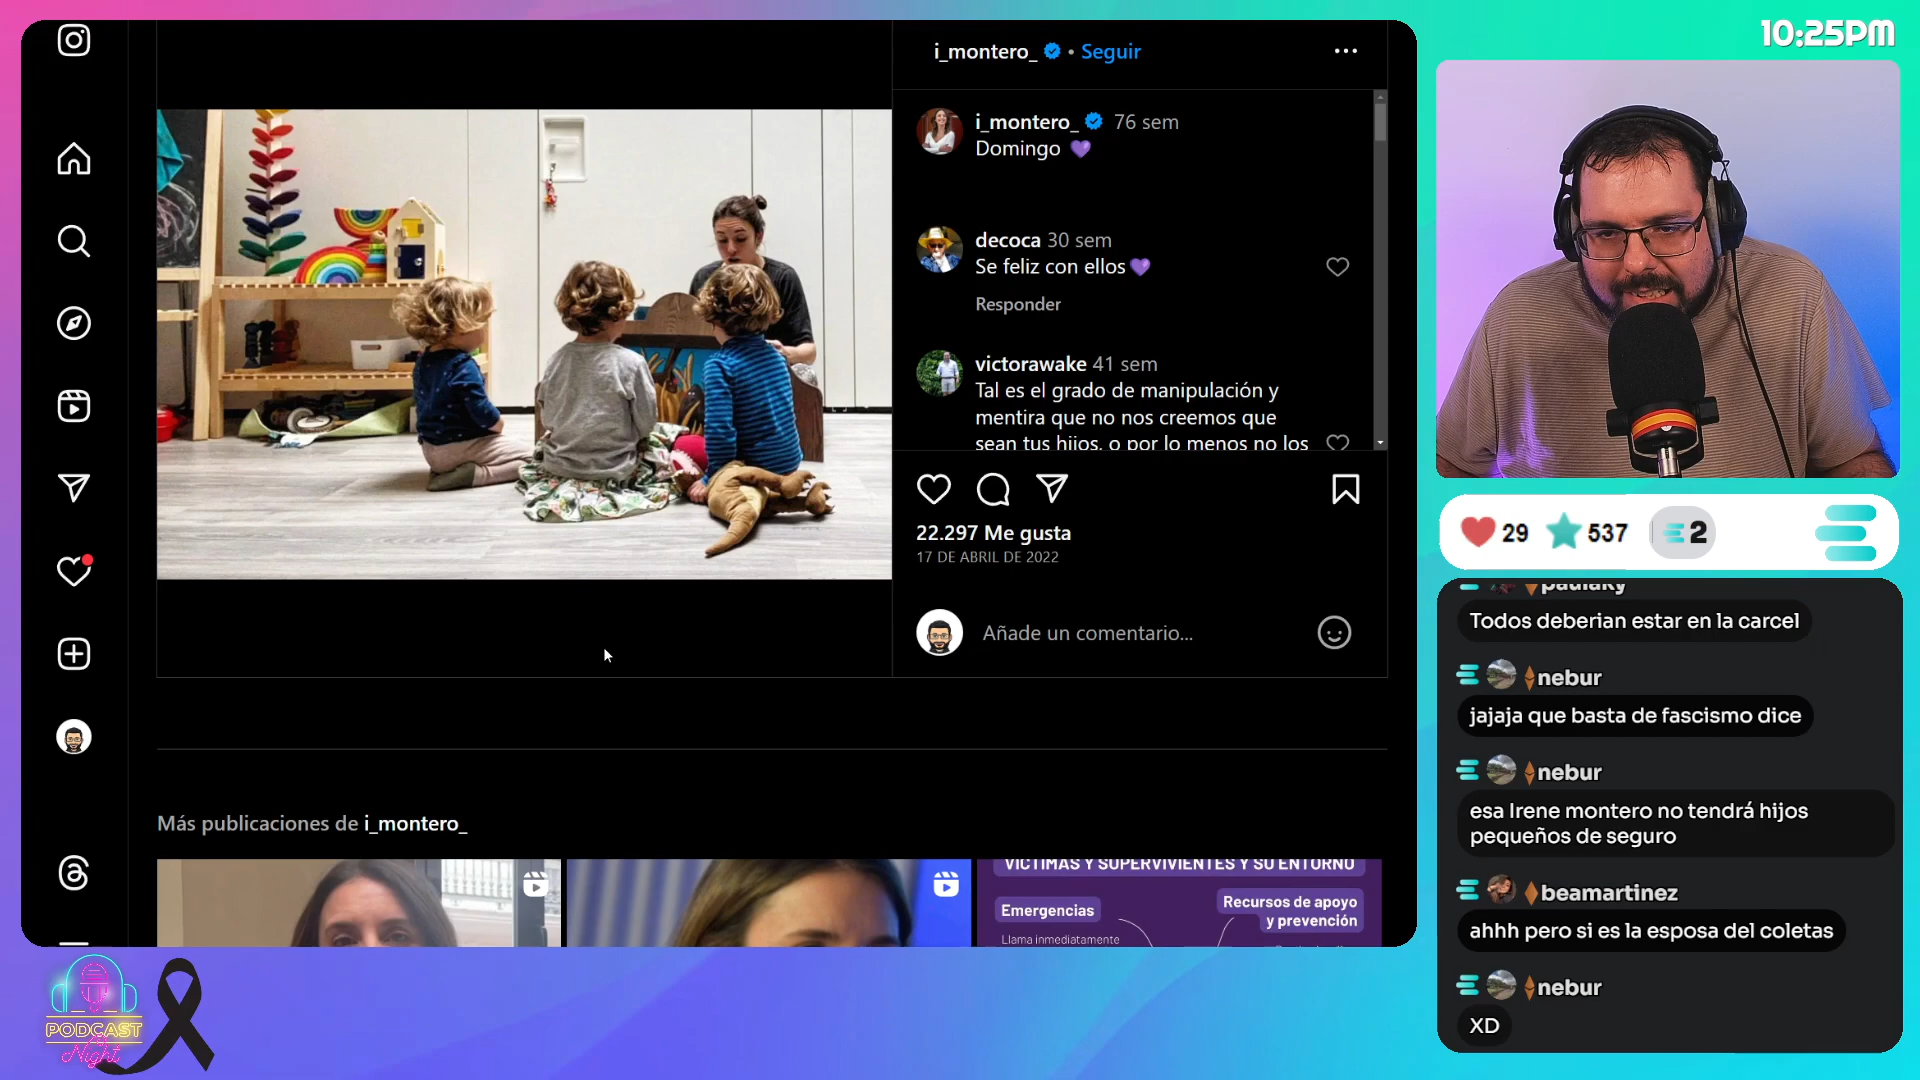 10:25PM
i_montero_ • Seguir
i_montero_ 76 sem
Domingo 💜
decoca 30 sem
Se feliz con ellos💜
Responder
victorawake 41 sem
Tal es el grado de manipulación y
mentira que no nos creemos que
sean tus hijos, o por lo menos no los
22.297 Me gusta
17 DE ABRIL DE 2022
Añade un comentario...
Más publicaciones de i_montero_
VÍCTIMAS Y SUPERVIVIENTES Y SU ENTORNO
Emergencias
Llama inmediatamente
Recursos de apoyo
y prevención
29
537
2
paulaky
Todos deberian estar en la carcel
nebur
jajaja que basta de fascismo dice
nebur
esa Irene montero no tendrá hijos
pequeños de seguro
beamartinez
ahhh pero si es la esposa del coletas
nebur
XD
PODCAST
Night